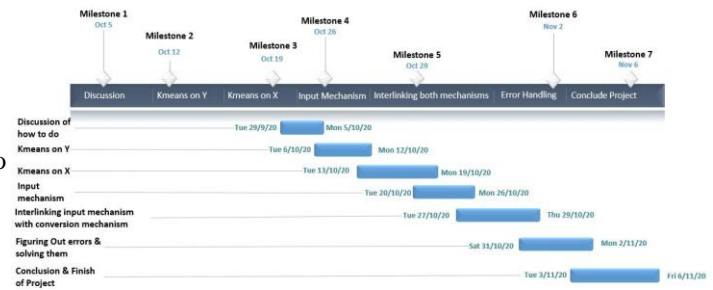 Milestone 1
Oct 5
Milestone 2
Oct 12
Milestone 3
Oct 19
Milestone 4
Oct 26
Milestone 5
Oct 29
Milestone 6
Nov 2
Milestone 7
Nov 6
Discussion Kmeans on Y Kmeans on X Input Mechanism Interlinking both mechanisms Error Handling Conclude Project
Discussion of
how to do
Tue 29/9/20 Mon 5/10/20
o
Kmeans on Y Tue 6/10/20 Mon 12/10/20
Kmeans on X Tue 13/10/20 Mon 19/10/20
Input
mechanism
Tue 20/10/20 Mon 26/10/20
Interlinking input mechanism
with conversion mechanism
Tue 27/10/20 Thu 29/10/20
Figuring Out errors &
solving them
Sat 31/10/20 Mon 2/11/20
Conclusion & Finish
of Project
Tue 3/11/20 Fri 6/11/20